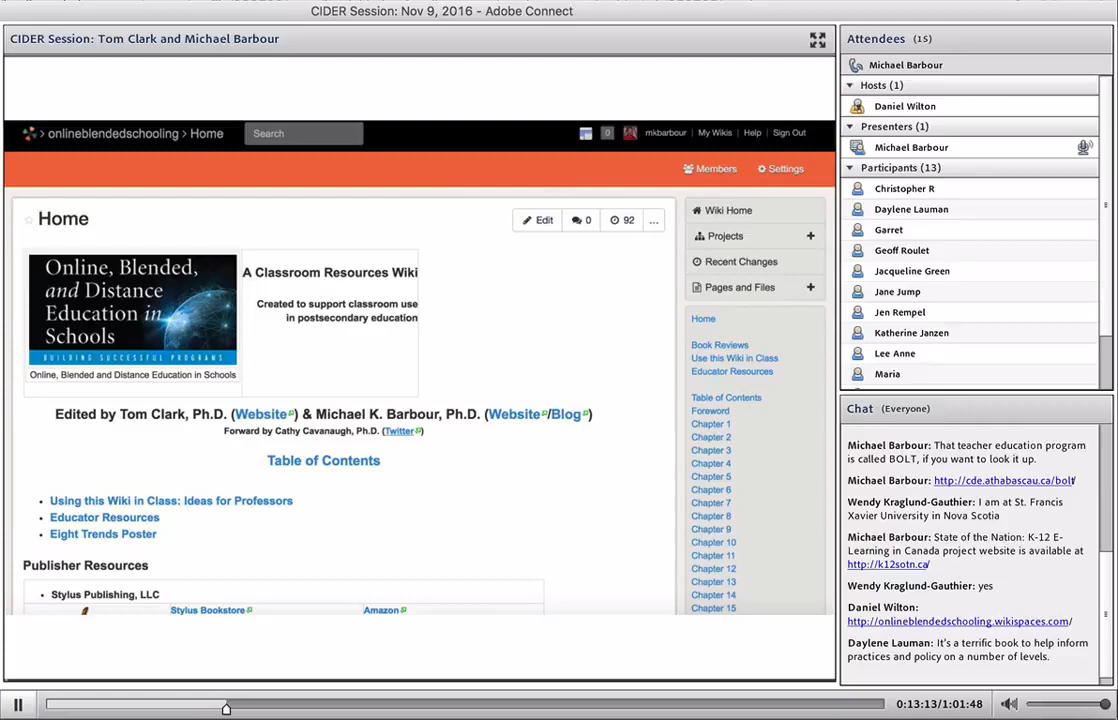 CIDER Session: Nov 9, 2016 - Adobe Connect
CIDER Session: Tom Clark and Michael Barbour
onlineblendedschooling > Home
Search
0
mkbarbour | My Wikis | Help | Sign Out
Members
Settings
Home
Edit
0
92
...
Online, Blended,
and Distance
Education in
Schools
BUILDING SUCCESSFUL PROGRAMS
Online, Blended and Distance Education in Schools
A Classroom Resources Wiki
Created to support classroom use
in postsecondary education
Edited by Tom Clark, Ph.D. (Website) & Michael K. Barbour, Ph.D. (Website/Blog)
Forward by Cathy Cavanaugh, Ph.D. (Twitter)
Table of Contents
• Using this Wiki in Class: Ideas for Professors
• Educator Resources
• Eight Trends Poster
Publisher Resources
• Stylus Publishing, LLC
Stylus Bookstore
Amazon
Wiki Home
Projects +
Recent Changes
Pages and Files +
Home
Book Reviews
Use this Wiki in Class
Educator Resources
Table of Contents
Foreword
Chapter 1
Chapter 2
Chapter 3
Chapter 4
Chapter 5
Chapter 6
Chapter 7
Chapter 8
Chapter 9
Chapter 10
Chapter 11
Chapter 12
Chapter 13
Chapter 14
Chapter 15
Attendees (15)
Michael Barbour
Hosts (1)
Daniel Wilton
Presenters (1)
Michael Barbour
Participants (13)
Christopher R
Daylene Lauman
Garret
Geoff Roulet
Jacqueline Green
Jane Jump
Jen Rempel
Katherine Janzen
Lee Anne
Maria
Chat (Everyone)
Michael Barbour: That teacher education program
is called BOLT, if you want to look it up.
Michael Barbour: http://cde.athabascau.ca/bolt/
Wendy Kraglund-Gauthier: I am at St. Francis
Xavier University in Nova Scotia
Michael Barbour: State of the Nation: K-12 E-
Learning in Canada project website is available at
http://k12sotn.ca/
Wendy Kraglund-Gauthier: yes
Daniel Wilton:
http://onlineblendedschooling.wikispaces.com/
Daylene Lauman: It's a terrific book to help inform
practices and policy on a number of levels.
0:13:13/1:01:48